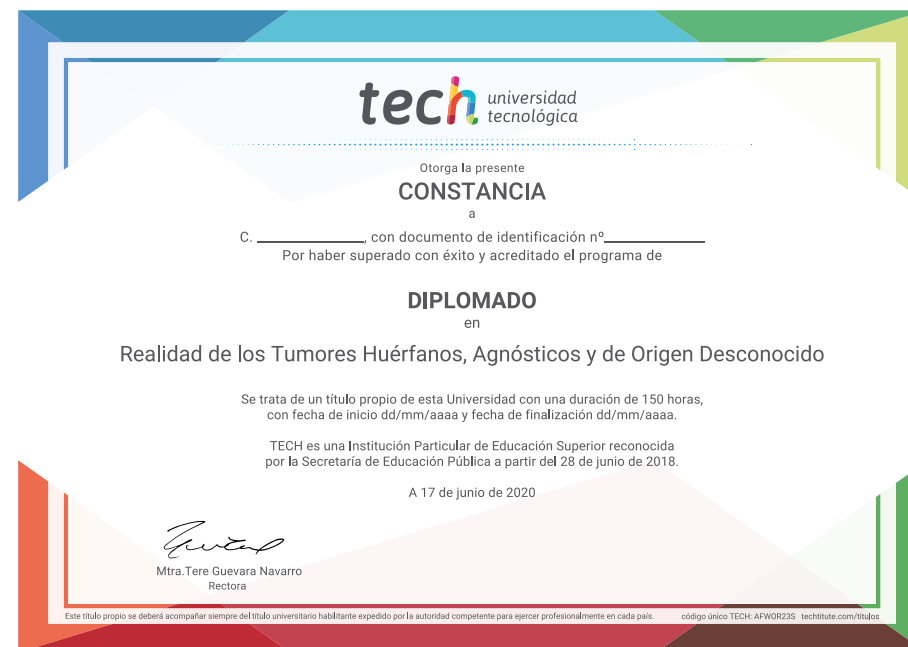 tech universidad
tecnológica
Otorga la presente
CONSTANCIA
a
C. ______________, con documento de identificación nº_____________
Por haber superado con éxito y acreditado el programa de
DIPLOMADO
en
Realidad de los Tumores Huérfanos, Agnósticos y de Origen Desconocido
Se trata de un título propio de esta Universidad con una duración de 150 horas,
con fecha de inicio dd/mm/aaaa y fecha de finalización dd/mm/aaaa.
TECH es una Institución Particular de Educación Superior reconocida
por la Secretaría de Educación Pública a partir del 28 de junio de 2018.
A 17 de junio de 2020
Mtra.Tere Guevara Navarro
Rectora
Este título propio se deberá acompañar siempre del título universitario habilitante expedido por la autoridad competente para ejercer profesionalmente en cada país. código único TECH: AFWOR23S techtitute.com/titulos